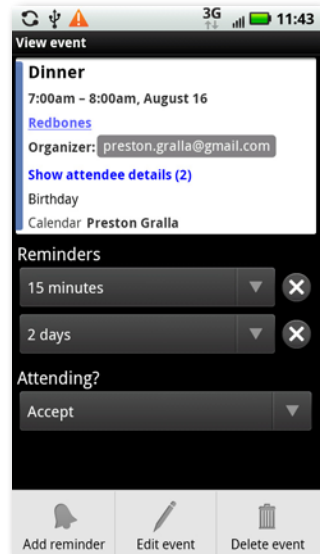 3G 11:43
View event
Dinner
7:00am – 8:00am, August 16
Redbones
Organizer: preston.gralla@gmail.com
Show attendee details (2)
Birthday
Calendar Preston Gralla
Reminders
15 minutes
2 days
Attending?
Accept
Add reminder Edit event Delete event